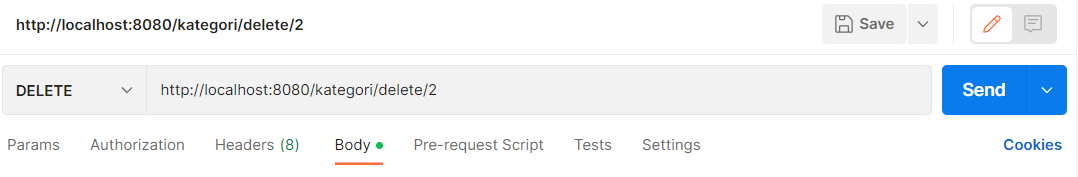 http://localhost:8080/kategori/delete/2 Save
DELETE http://localhost:8080/kategori/delete/2 Send
Params Authorization Headers (8) Body Pre-request Script Tests Settings Cookies